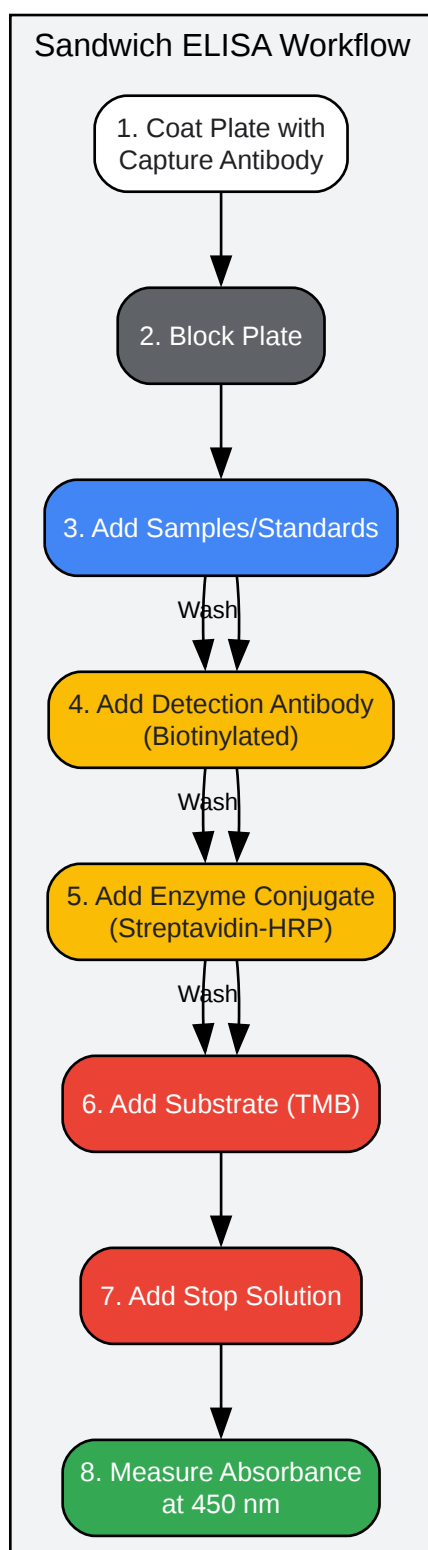 Sandwich ELISA Workflow
1. Coat Plate with
Capture Antibody
2. Block Plate
3. Add Samples/Standards
Wash
4. Add Detection Antibody
(Biotinylated)
Wash
5. Add Enzyme Conjugate
(Streptavidin-HRP)
Wash
6. Add Substrate (TMB)
7. Add Stop Solution
8. Measure Absorbance
at 450 nm